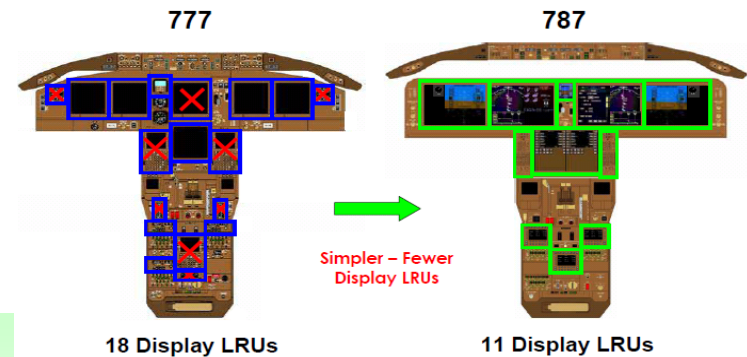 777
787
Simpler – Fewer
Display LRUs
18 Display LRUs
11 Display LRUs